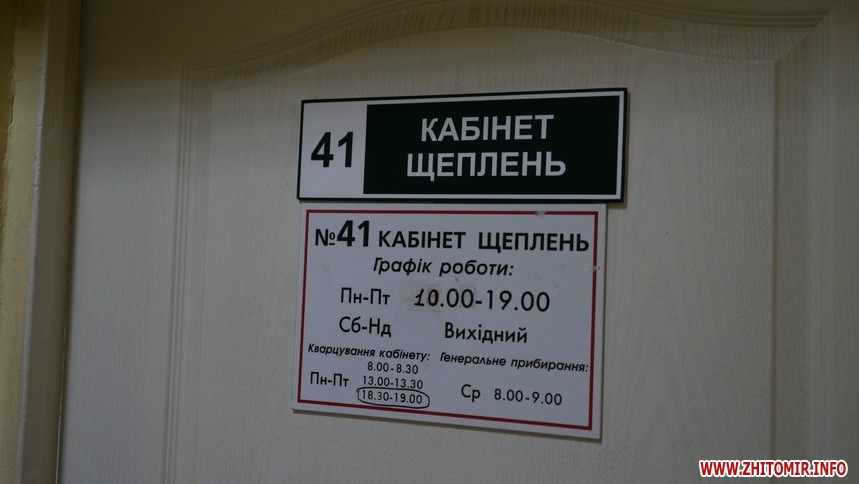 41
КАБІНЕТ
ЩЕПЛЕНЬ
№41 КАБІНЕТ ЩЕПЛЕНЬ
Графік роботи:
Пн-Пт 10.00-19.00
Сб-Нд Вихідний
Кварцування кабінету: Генеральне прибирання:
8.00-8.30
Пн-Пт 13.00-13.30
18.30-19.00
Ср 8.00-9.00
WWW.ZHITOMIR.INFO